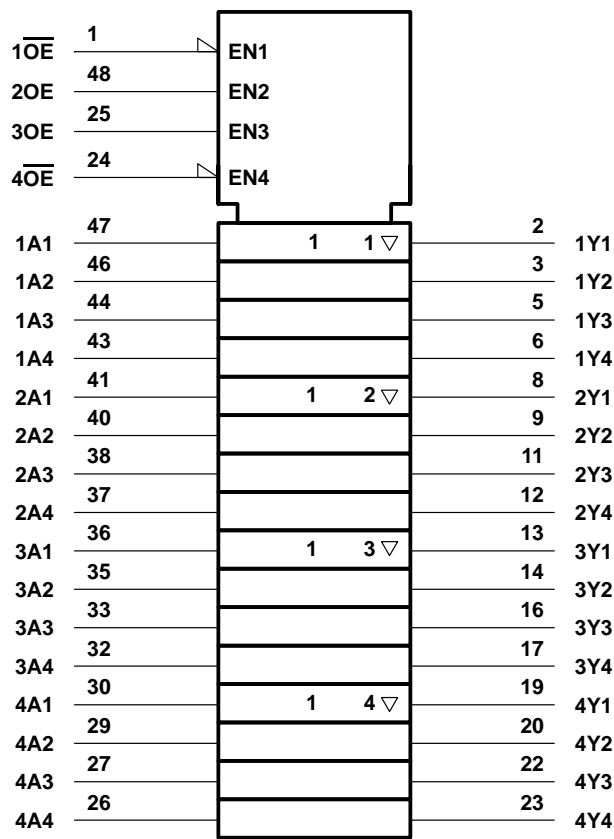 1O̅E̅ 1 EN1
2OE 48 EN2
3OE 25 EN3
4O̅E̅ 24 EN4
1A1 47 1 1 ▽ 2 1Y1
1A2 46 3 1Y2
1A3 44 5 1Y3
1A4 43 6 1Y4
2A1 41 1 2 ▽ 8 2Y1
2A2 40 9 2Y2
2A3 38 11 2Y3
2A4 37 12 2Y4
3A1 36 1 3 ▽ 13 3Y1
3A2 35 14 3Y2
3A3 33 16 3Y3
3A4 32 17 3Y4
4A1 30 1 4 ▽ 19 4Y1
4A2 29 20 4Y2
4A3 27 22 4Y3
4A4 26 23 4Y4